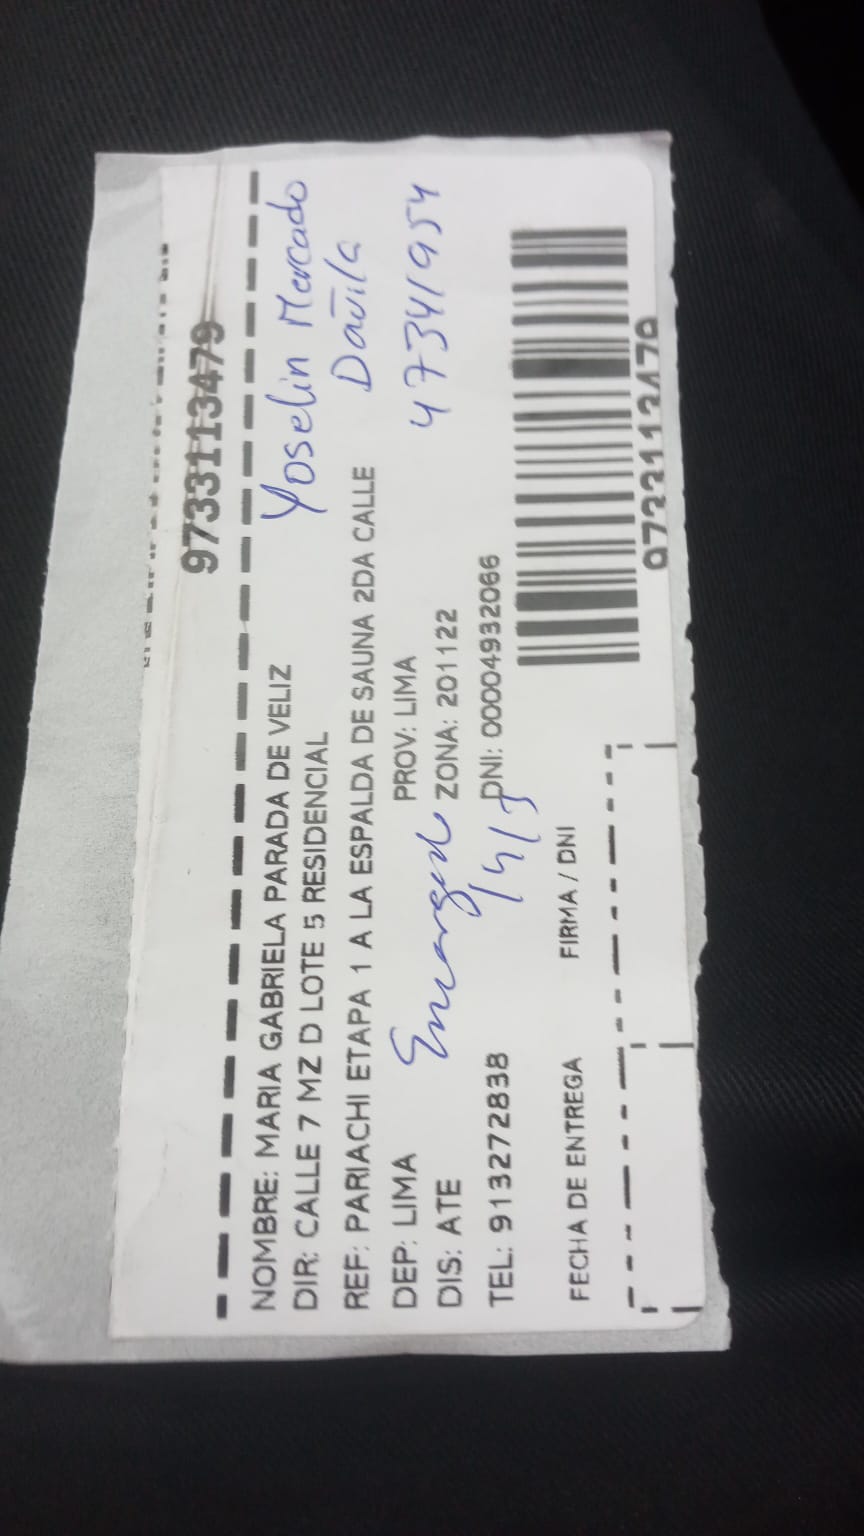 9733113479
NOMBRE: MARIA GABRIELA PARADA DE VELIZ
Yoselin Mercado
DIR: CALLE 7 MZ D LOTE 5 RESIDENCIAL
Davila
REF: PARIACHI ETAPA 1 A LA ESPALDA DE SAUNA 2DA CALLE
DEP: LIMA PROV: LIMA
47341954
DIS: ATE ZONA: 201122
TEL: 913272838 DNI: 00004932066
FECHA DE ENTREGA FIRMA / DNI
9733113479